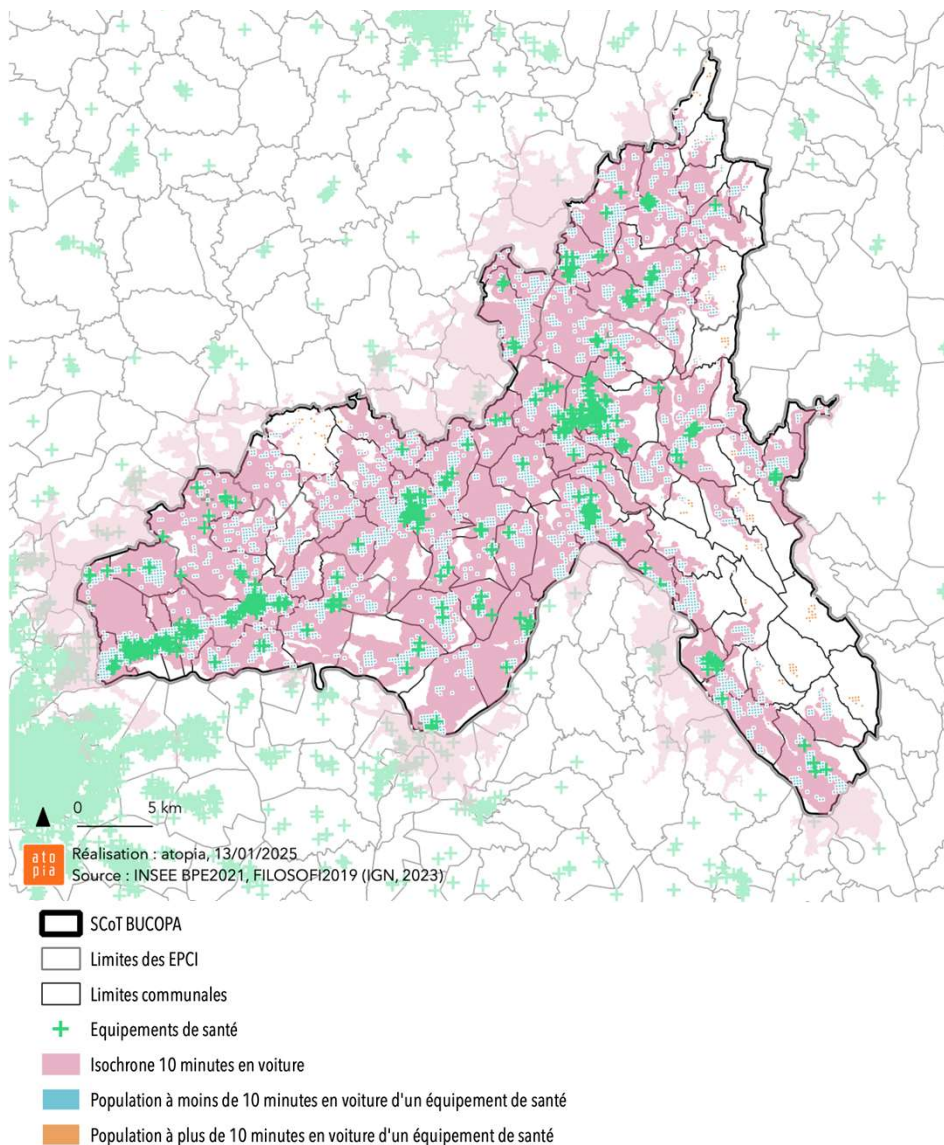 0 5 km
ato
pia
Réalisation : atopia, 13/01/2025
Source : INSEE BPE2021, FILOSOFI2019 (IGN, 2023)
SCoT BUCOPA
Limites des EPCI
Limites communales
Equipements de santé
Isochrone 10 minutes en voiture
Population à moins de 10 minutes en voiture d'un équipement de santé
Population à plus de 10 minutes en voiture d'un équipement de santé